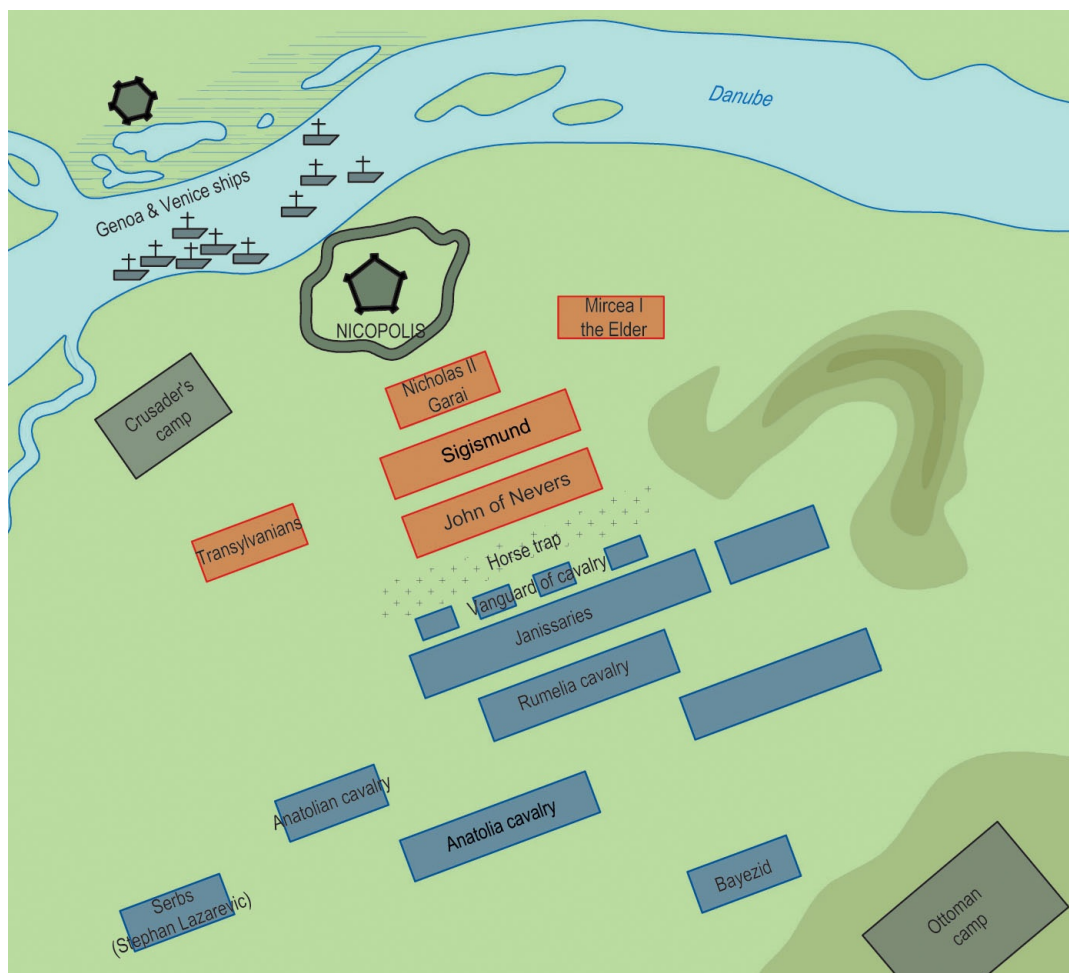 Danube
Genoa & Venice ships
NICOPOLIS
Mircea I
the Elder
Nicholas II
Garai
Crusader's
camp
Sigismund
John of Nevers
Transylvanians
Horse trap
Vanguard of cavalry
Janissaries
Rumelia cavalry
Anatolian cavalry
Anatolia cavalry
Bayezid
Serbs
(Stephan Lazarevic)
Ottoman
camp